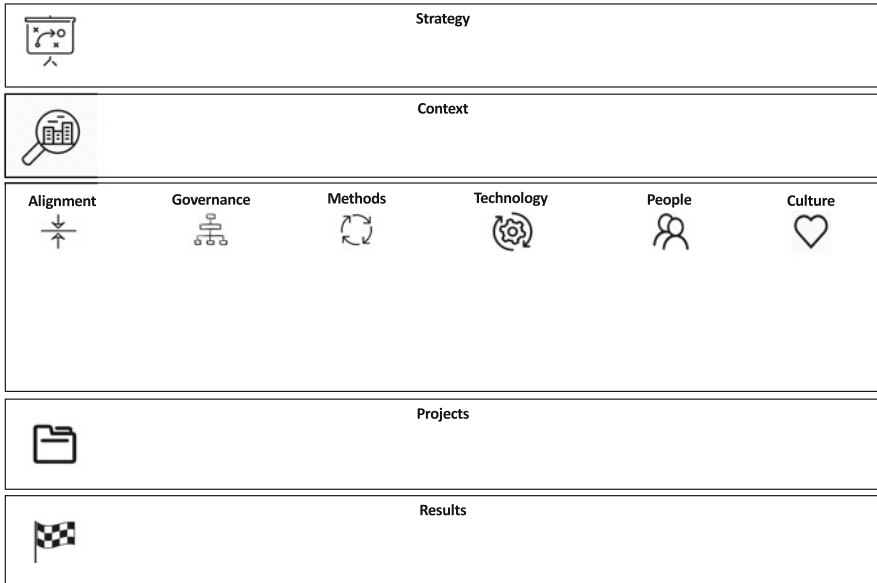 Strategy
Context
Alignment Governance Methods Technology People Culture
Projects
Results